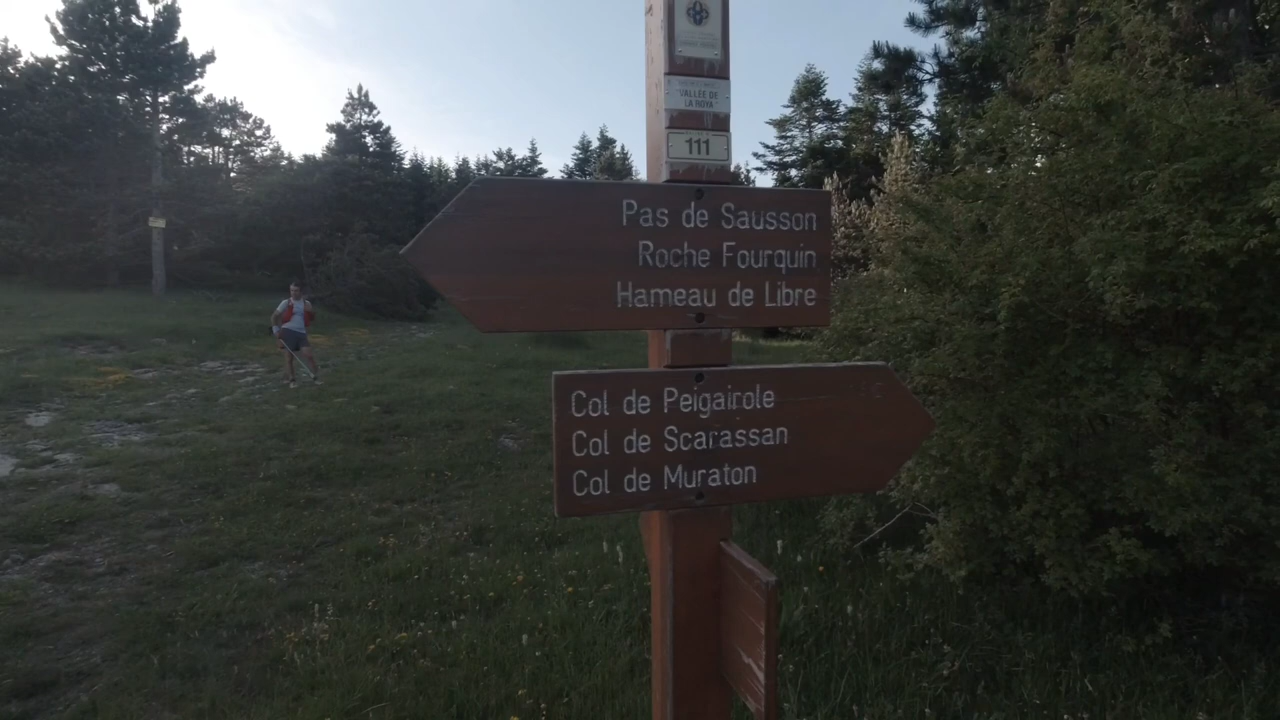 VALLÉE DE
LA ROYA
111
Pas de Sausson
Roche Fourquin
Hameau de Libre
Col de Peigairole
Col de Scarassan
Col de Muraton